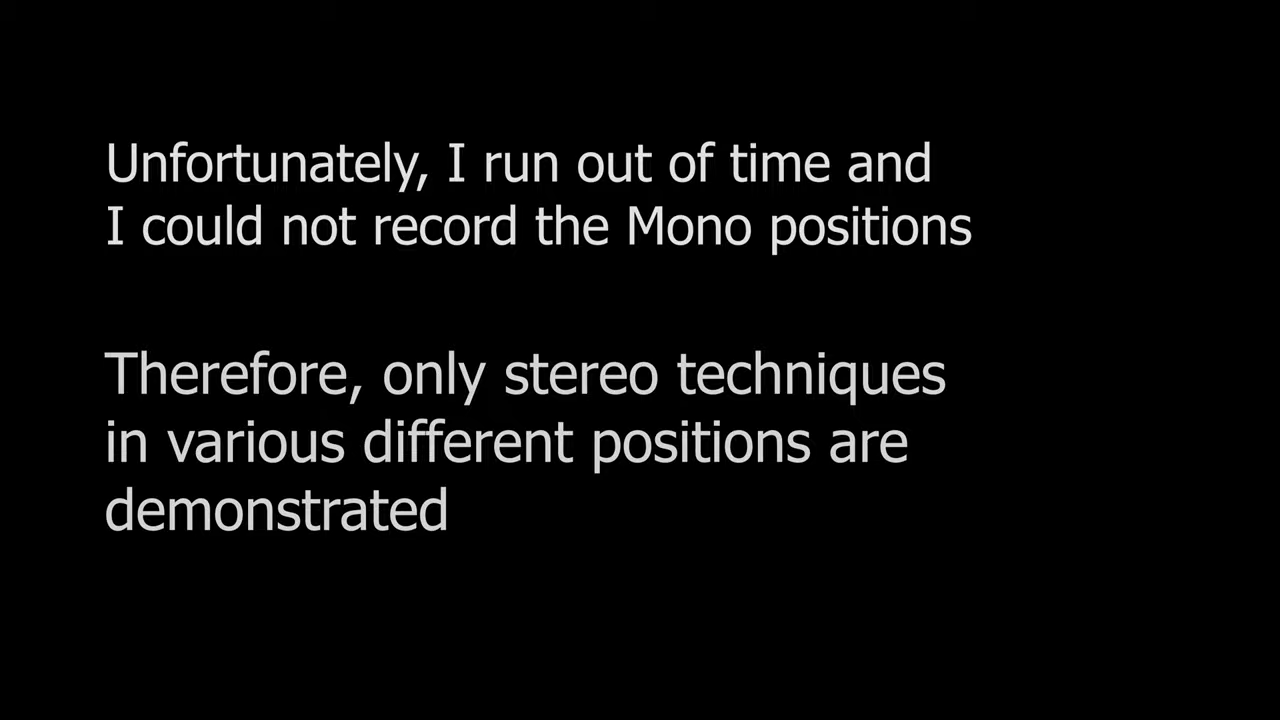 Unfortunately, I run out of time and
I could not record the Mono positions
Therefore, only stereo techniques
in various different positions are
demonstrated